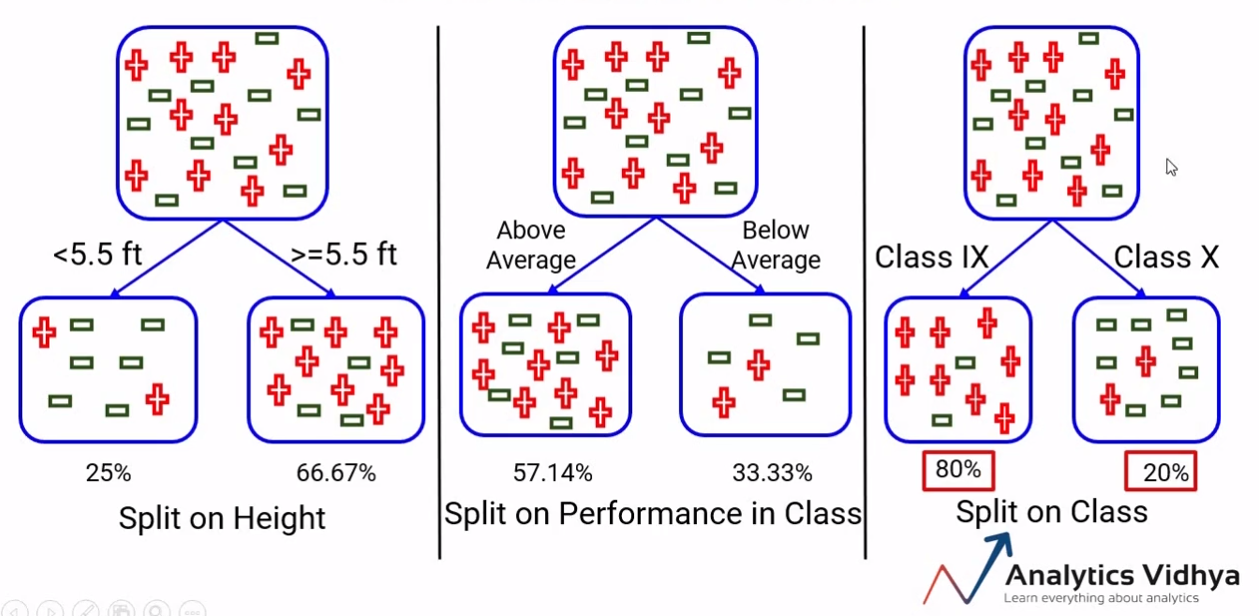 <5.5 ft
>=5.5 ft
25%
66.67%
Split on Height
Above
Average
Below
Average
57.14%
33.33%
Split on Performance in Class
Class IX
Class X
80%
20%
Split on Class
Analytics Vidhya
Learn everything about analytics